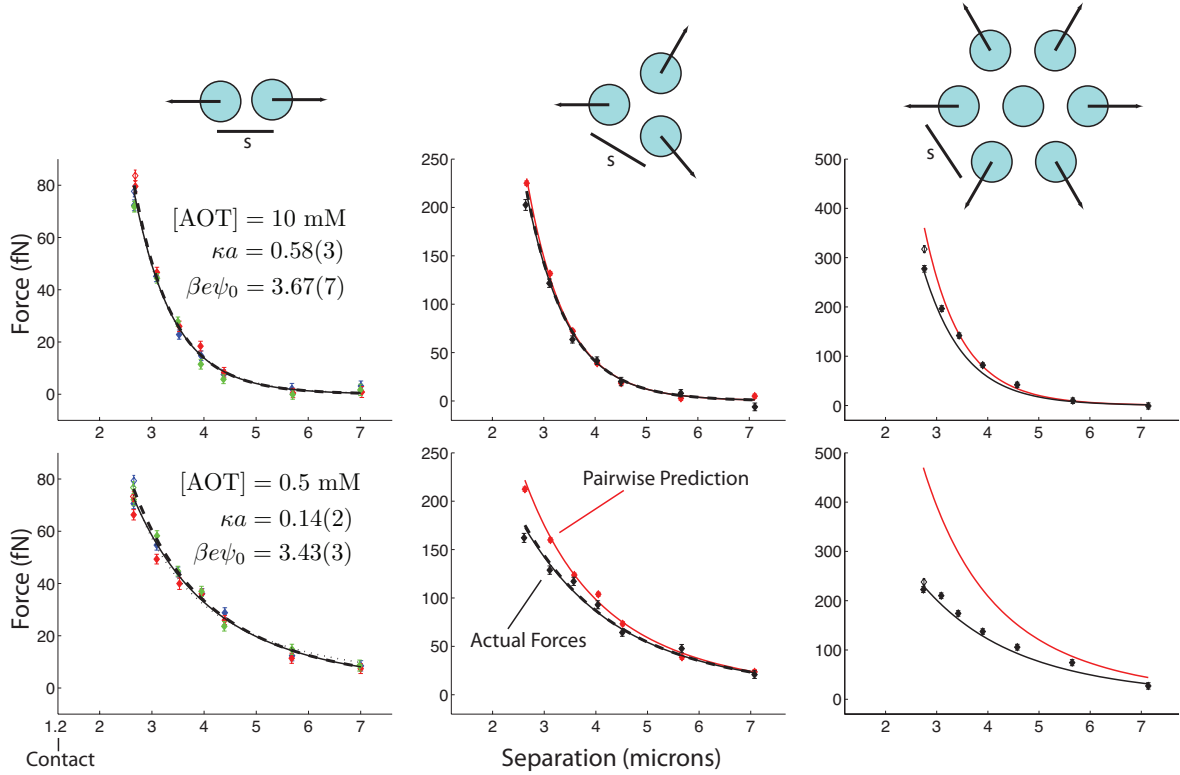 s
s
s
80
60
40
20
0
Force (fN)
[AOT] = 10 mM
κa = 0.58(3)
βeψ₀ = 3.67(7)
2 3 4 5 6 7
250
200
150
100
50
0
2 3 4 5 6 7
500
400
300
200
100
0
2 3 4 5 6 7
80
60
40
20
0
Force (fN)
[AOT] = 0.5 mM
κa = 0.14(2)
βeψ₀ = 3.43(3)
1.2 2 3 4 5 6 7
Contact
250
200
150
100
50
0
Pairwise Prediction
Actual Forces
2 3 4 5 6 7
500
400
300
200
100
0
2 3 4 5 6 7
Separation (microns)